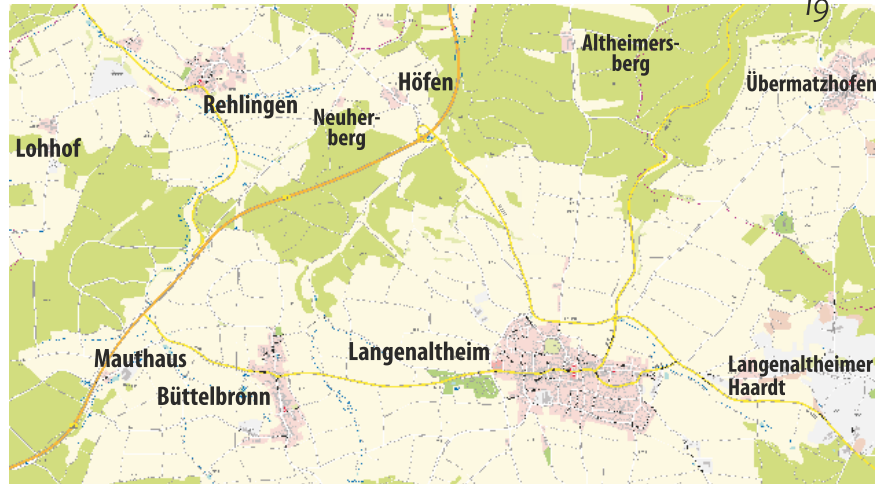 19
Altheimers-
berg
Höfen
Übermatzhofen
Rehlingen
Neuher-
berg
Lohhof
Mauthaus
Langenaltheim
Langenaltheimer
Haardt
Büttelbronn